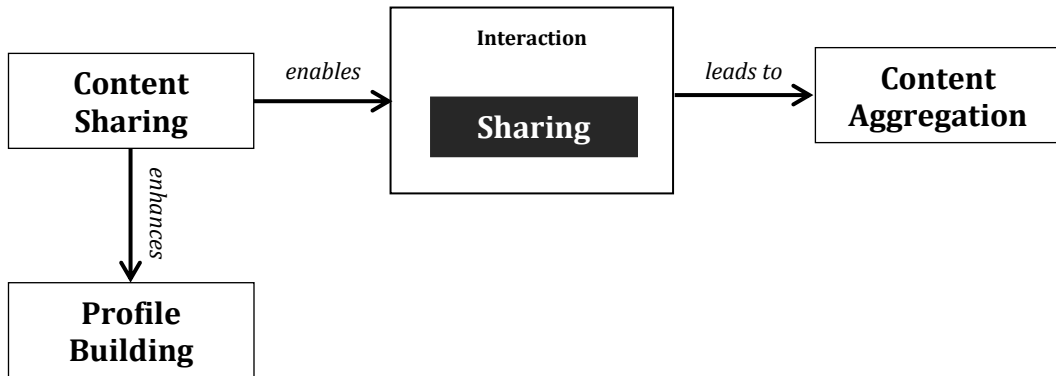 Interaction
Content
Sharing
enables
Sharing
leads to
Content
Aggregation
enhances
Profile
Building